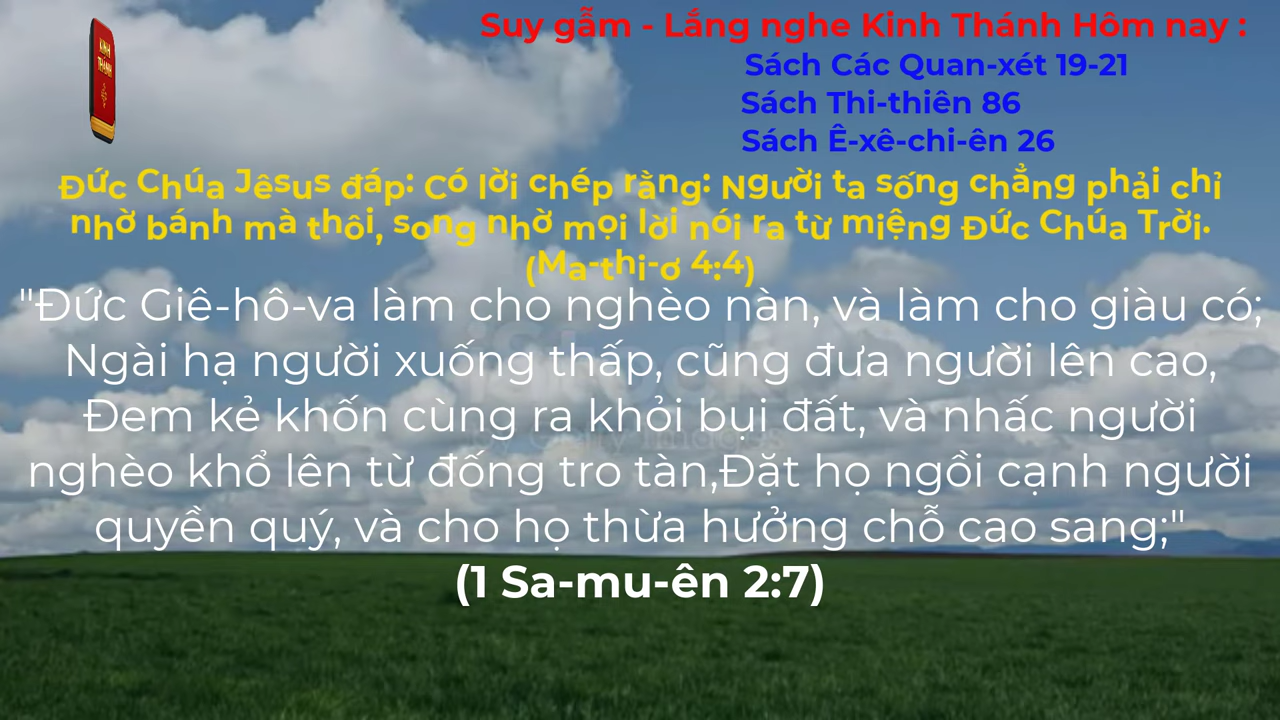 KINH
THÁNH
Suy gẫm - Lắng nghe Kinh Thánh Hôm nay :
Sách Các Quan-xét 19-21
Sách Thi-thiên 86
Sách Ê-xê-chi-ên 26
Đức Chúa Jêsus đáp: Có lời chép rằng: Người ta sống chẳng phải chỉ
nhờ bánh mà thôi, song nhờ mọi lời nói ra từ miệng Đức Chúa Trời.
(Ma-thi-ơ 4:4)
"Đức Giê-hô-va làm cho nghèo nàn, và làm cho giàu có;
Ngài hạ người xuống thấp, cũng đưa người lên cao,
Đem kẻ khốn cùng ra khỏi bụi đất, và nhấc người
nghèo khổ lên từ đống tro tàn,Đặt họ ngồi cạnh người
quyền quý, và cho họ thừa hưởng chỗ cao sang;"
(1 Sa-mu-ên 2:7)
iStock
by Getty Images